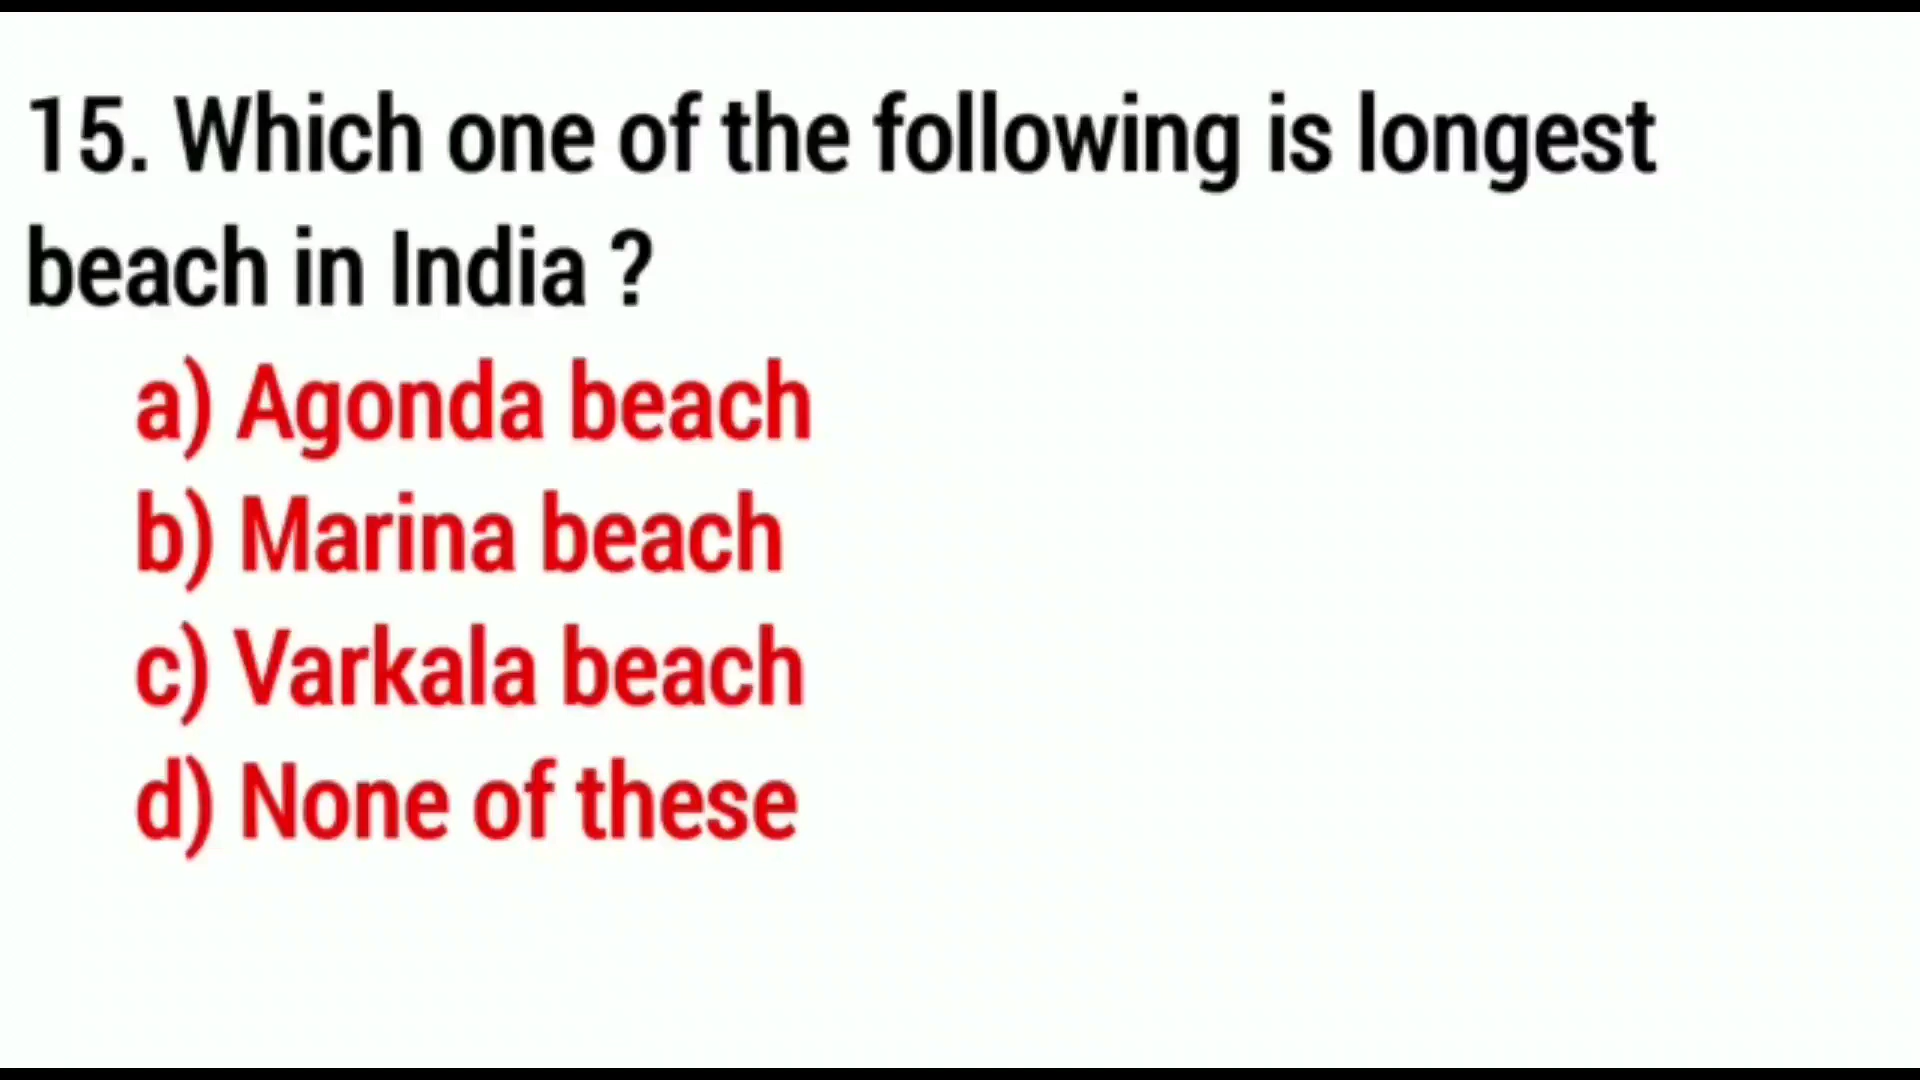 15. Which one of the following is longest
beach in India ?
a) Agonda beach
b) Marina beach
c) Varkala beach
d) None of these